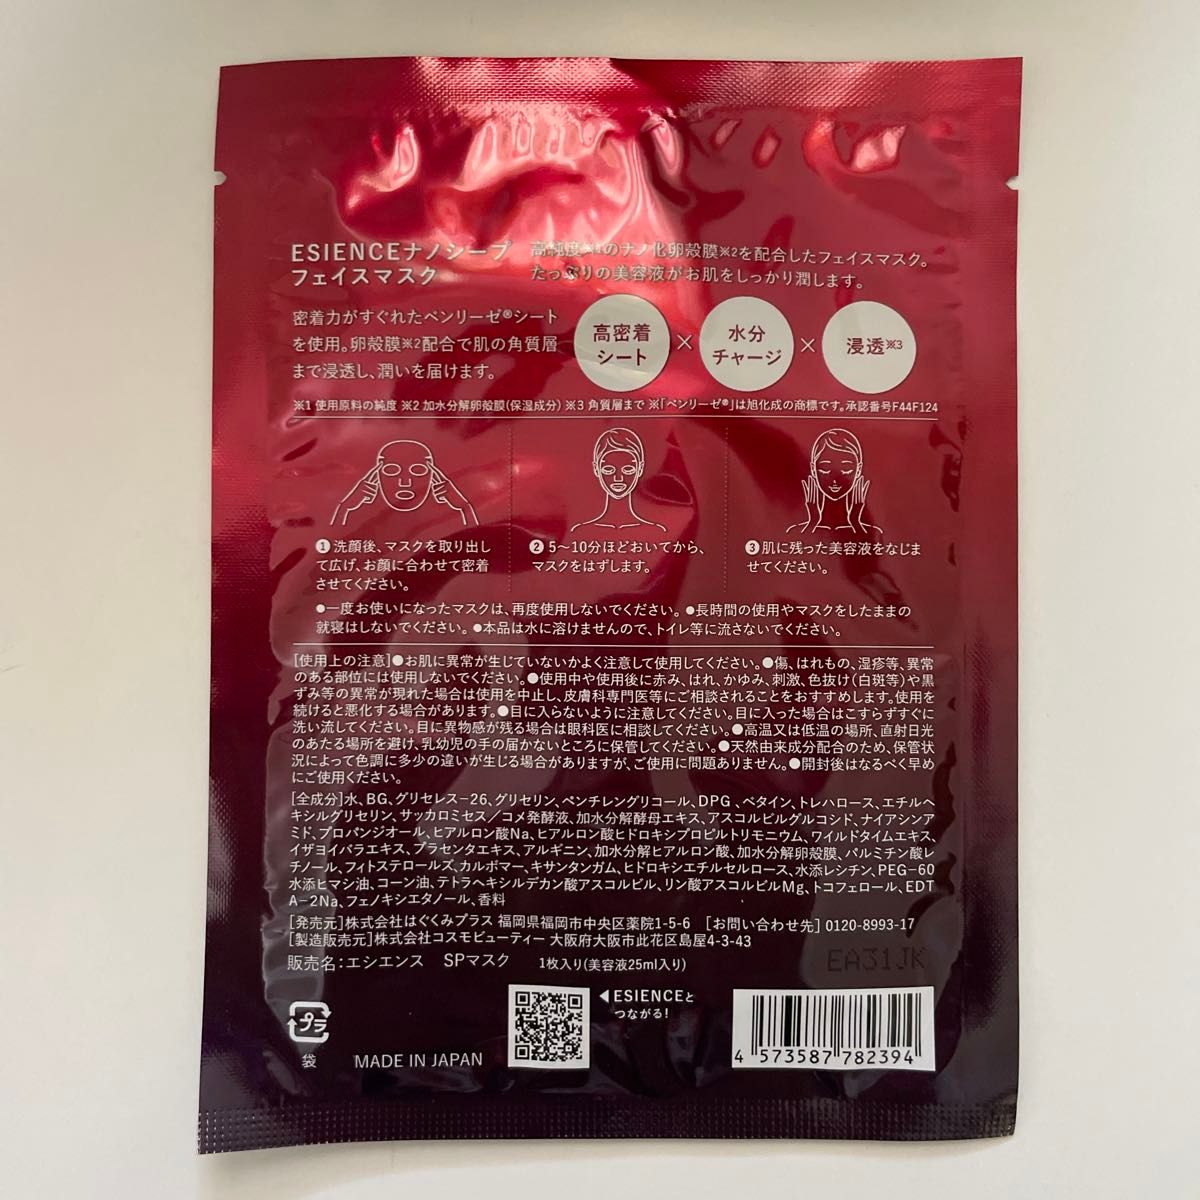 ESIENCEナノシープ
フェイスマスク
高純度※1のナノ化卵殻膜※2を配合したフェイスマスク。
たっぷりの美容液がお肌をしっかり潤します。
密着力がすぐれたベンリーゼ®シート
を使用。卵殻膜※2配合で肌の角質層
まで浸透し、潤いを届けます。
高密着
シート
×
水分
チャージ
×
浸透※3
※1 使用原料の純度 ※2 加水分解卵殻膜(保湿成分) ※3 角質層まで ※「ベンリーゼ®」は旭化成の商標です。承認番号F44F124
1 洗顔後、マスクを取り出し
て広げ、お顔に合わせて密着
させてください。
2 5〜10分ほどおいてから、
マスクをはずします。
3 肌に残った美容液をなじま
せてください。
●一度お使いになったマスクは、再度使用しないでください。●長時間の使用やマスクをしたままの
就寝はしないでください。●本品は水に溶けませんので、トイレ等に流さないでください。
[使用上の注意]●お肌に異常が生じていないかよく注意して使用してください。●傷、はれもの、湿疹等、異常
のある部位には使用しないでください。●使用中や使用後に赤み、はれ、かゆみ、刺激、色抜け(白斑等)や黒
ずみ等の異常が現れた場合は使用を中止し、皮膚科専門医等にご相談されることをおすすめします。使用を
続けると悪化する場合があります。●目に入らないように注意してください。目に入った場合はこすらずすぐに
洗い流してください。目に異物感が残る場合は眼科医に相談してください。●高温又は低温の場所、直射日光
のあたる場所を避け、乳幼児の手の届かないところに保管してください。●天然由来成分配合のため、保管状
況によって色調に多少の違いが生じる場合がありますが、ご使用に問題ありません。●開封後はなるべく早め
にご使用ください。
[全成分]水、BG、グリセレス-26、グリセリン、ペンチレングリコール、DPG、ベタイン、トレハロース、エチルヘ
キシルグリセリン、サッカロミセス/コメ発酵液、加水分解酵母エキス、アスコルビルグルコシド、ナイアシンア
ミド、プロパンジオール、ヒアルロン酸Na、ヒアルロン酸ヒドロキシプロピルトリモニウム、ワイルドタイムエキス、
イザヨイバラエキス、プラセンタエキス、アルギニン、加水分解ヒアルロン酸、加水分解卵殻膜、パルミチン酸レ
チノール、フィトステロールズ、カルボマー、キサンタンガム、ヒドロキシエチルセルロース、水添レシチン、PEG-60
水添ヒマシ油、コーン油、テトラヘキシルデカン酸アスコルビル、リン酸アスコルビルMg、トコフェロール、EDT
A-2Na、フェノキシエタノール、香料
[発売元]株式会社はぐくみプラス 福岡県福岡市中央区薬院1-5-6 [お問い合わせ先] 0120-8993-17
[製造販売元]株式会社コスモビューティー 大阪府大阪市此花区島屋4-3-43
販売名:エシエンス SPマスク 1枚入り(美容液25ml入り)
EA31JK
プラ
袋
MADE IN JAPAN
◀ESIENCEと
つながる!
4 573587 782394